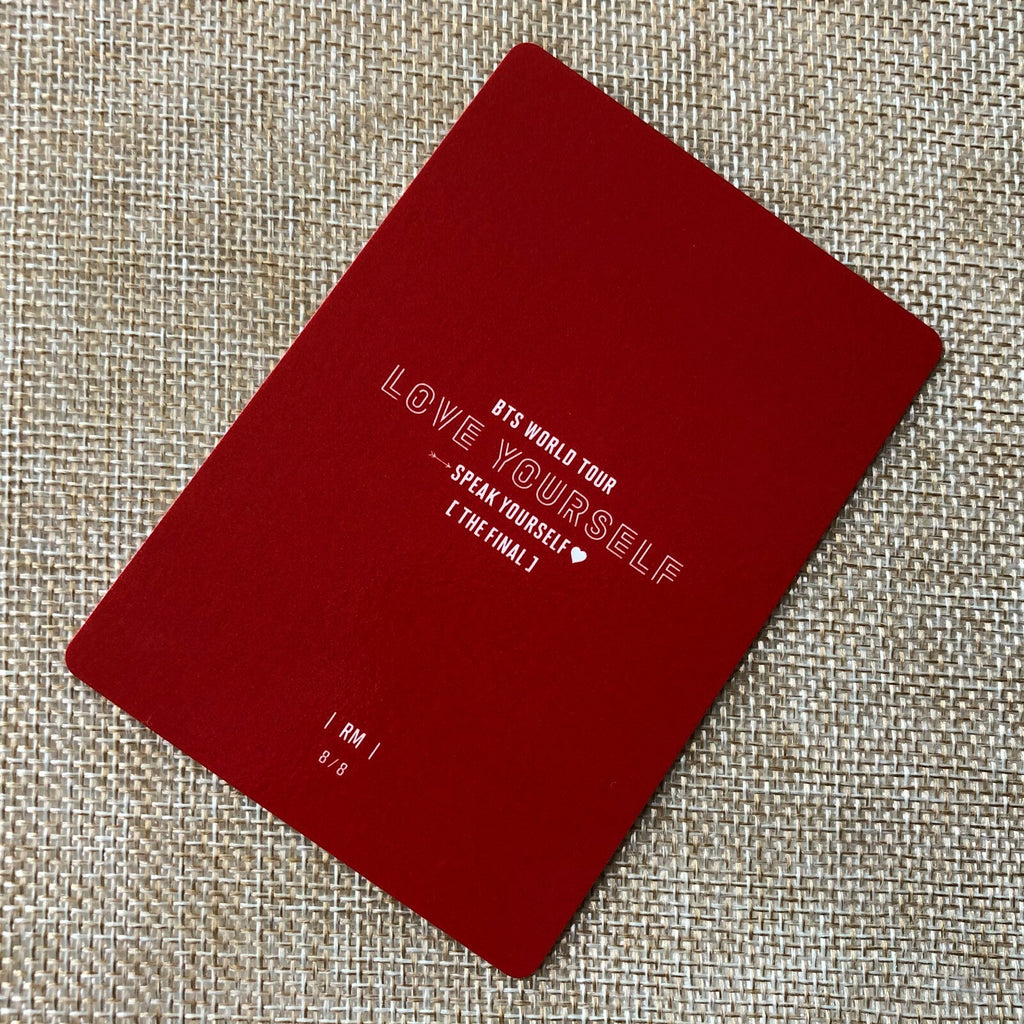 BTS WORLD TOUR
LOVE YOURSELF
SPEAK YOURSELF
[ THE FINAL ]
| RM |
8/8